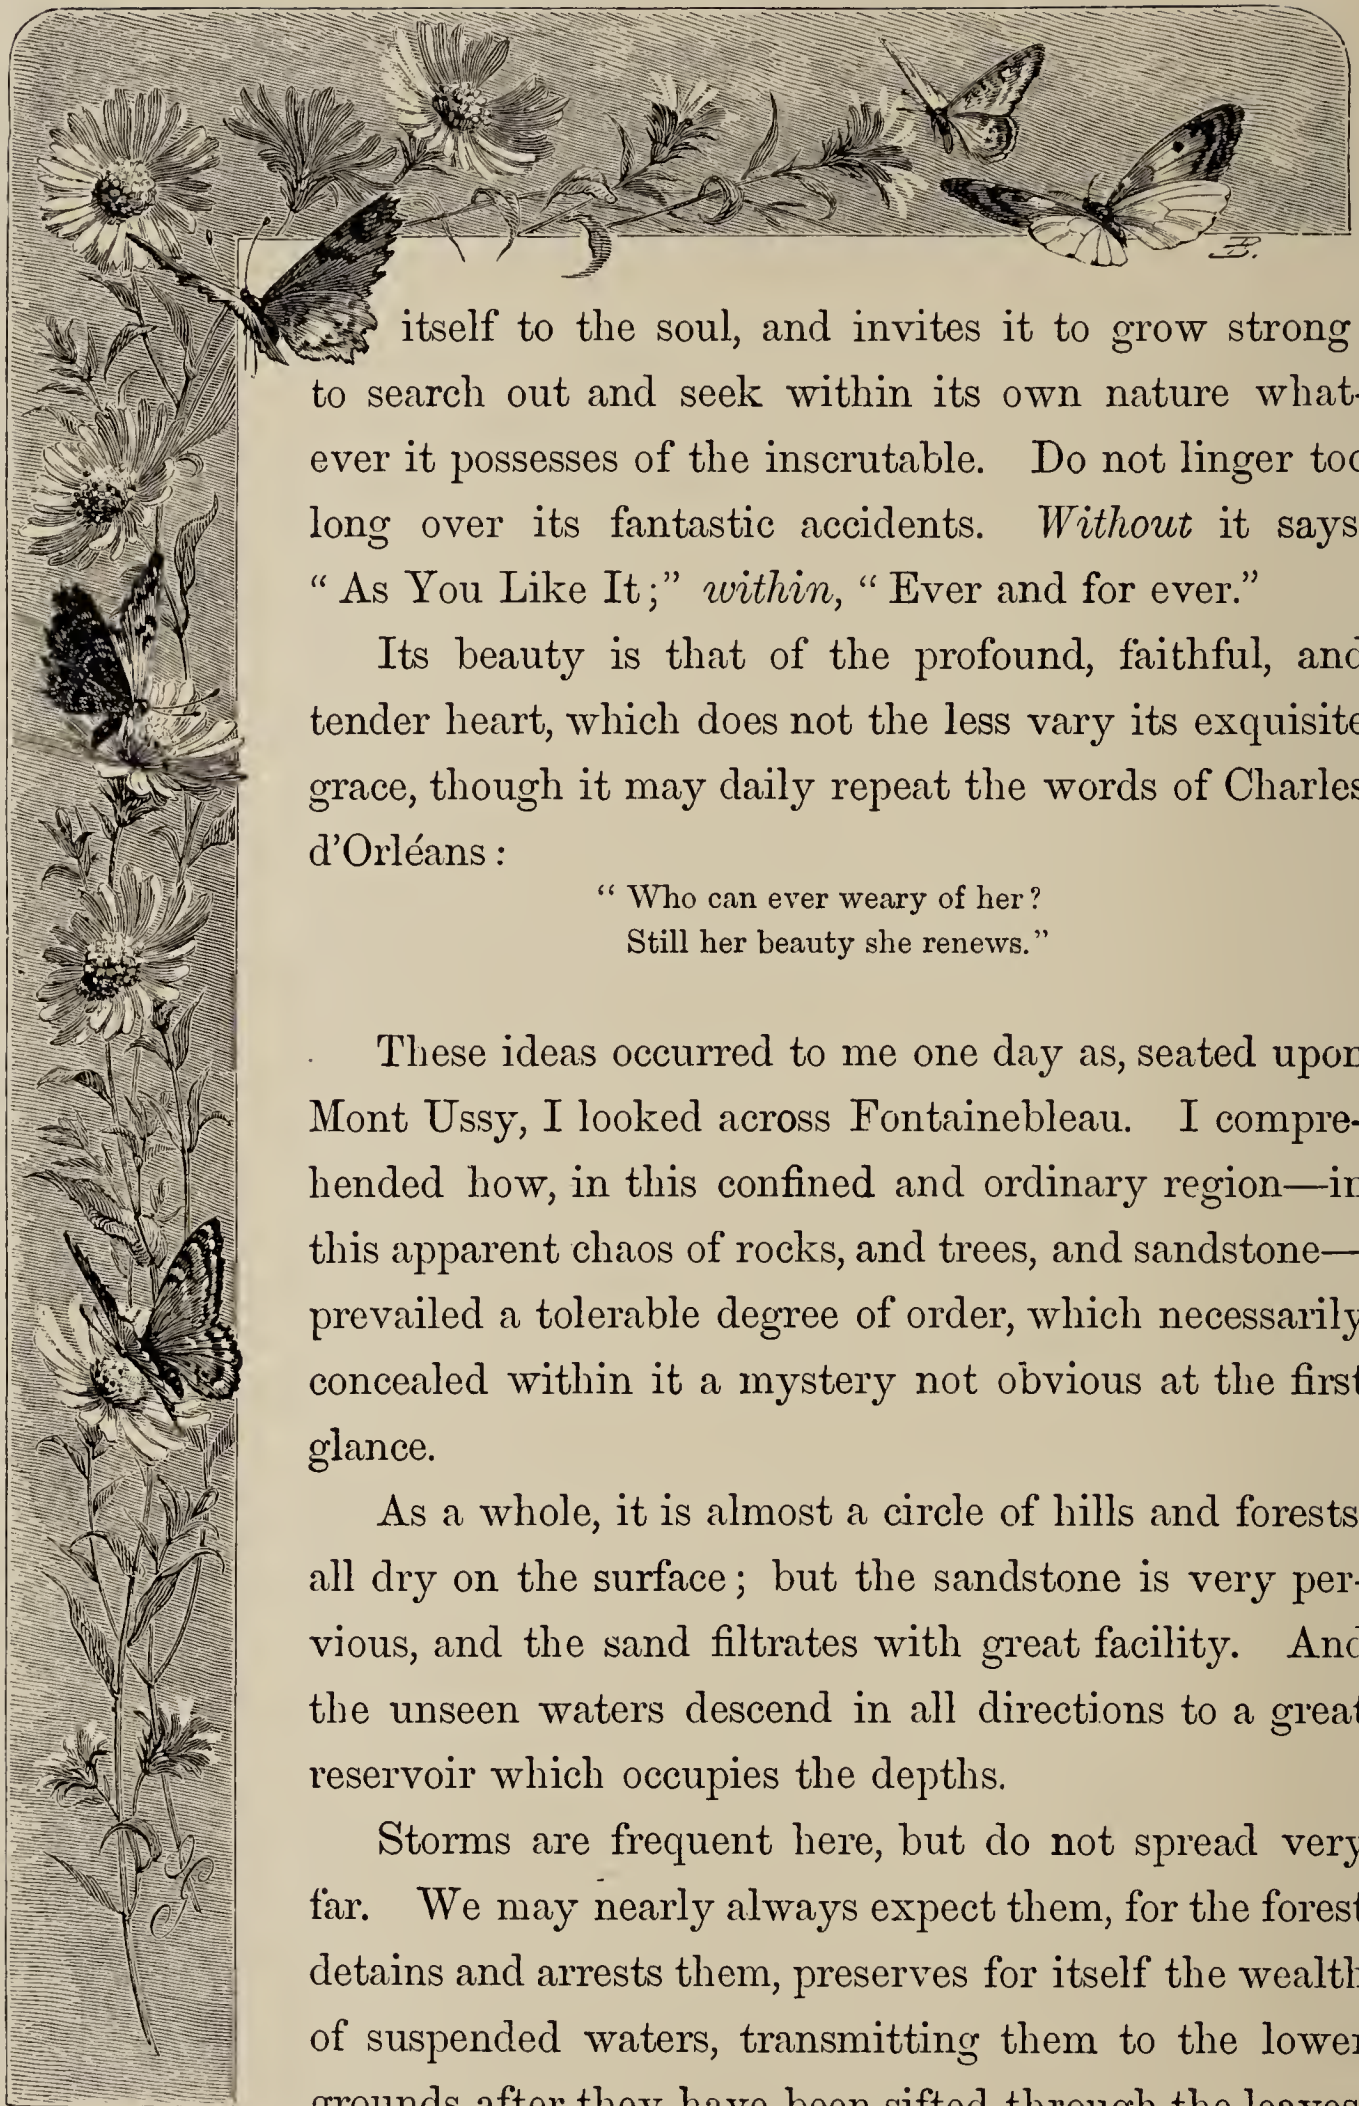 itself to the soul, and invites it to grow strong
to search out and seek within its own nature what-
ever it possesses of the inscrutable. Do not linger too
long over its fantastic accidents. Without it says
“As You Like It;” within, “Ever and for ever.”
Its beauty is that of the profound, faithful, and
tender heart, which does not the less vary its exquisite
grace, though it may daily repeat the words of Charles
d’Orléans :
“Who can ever weary of her?
Still her beauty she renews.”
These ideas occurred to me one day as, seated upon
Mont Ussy, I looked across Fontainebleau. I compre-
hended how, in this confined and ordinary region—in
this apparent chaos of rocks, and trees, and sandstone—
prevailed a tolerable degree of order, which necessarily
concealed within it a mystery not obvious at the first
glance.
As a whole, it is almost a circle of hills and forests
all dry on the surface; but the sandstone is very per-
vious, and the sand filtrates with great facility. And
the unseen waters descend in all directions to a great
reservoir which occupies the depths.
Storms are frequent here, but do not spread very
far. We may nearly always expect them, for the forest
detains and arrests them, preserves for itself the wealth
of suspended waters, transmitting them to the lower
grounds after they have been sifted through the leaves